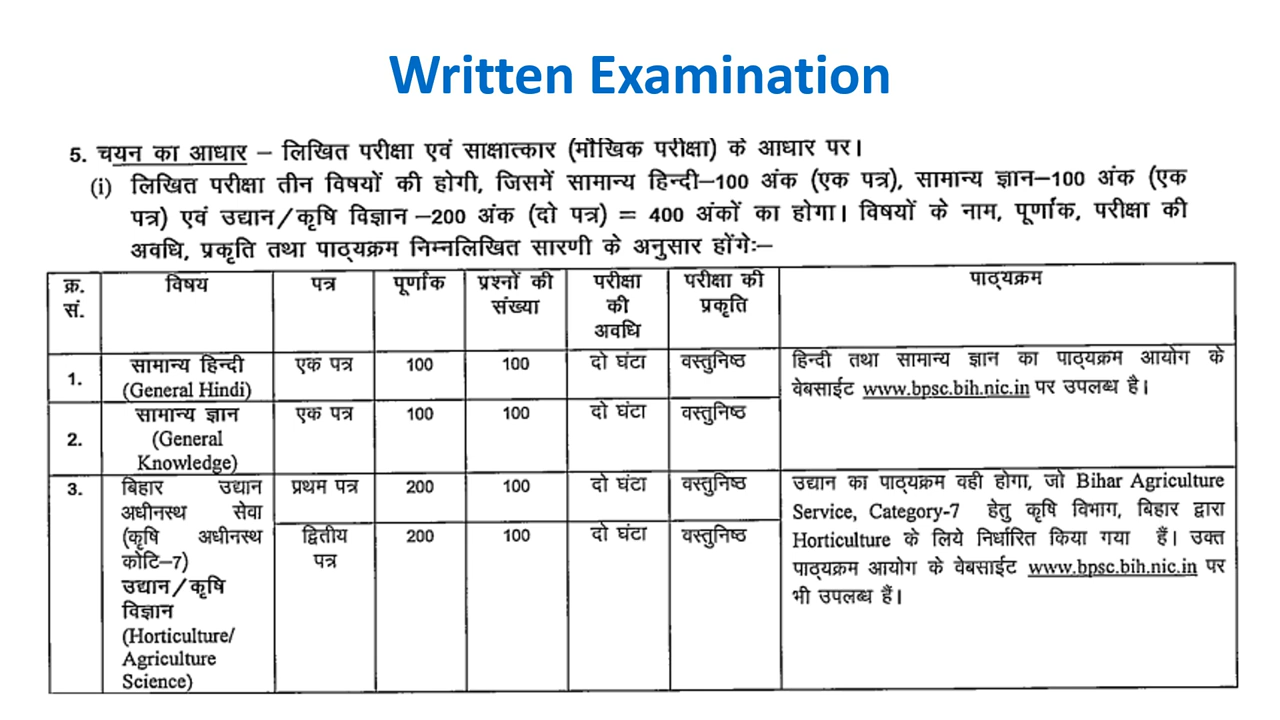 Written Examination
5. चयन का आधार – लिखित परीक्षा एवं साक्षात्कार (मौखिक परीक्षा) के आधार पर।
(i) लिखित परीक्षा तीन विषयों की होगी, जिसमें सामान्य हिन्दी–100 अंक (एक पत्र), सामान्य ज्ञान–100 अंक (एक
पत्र) एवं उद्यान/कृषि विज्ञान –200 अंक (दो पत्र) = 400 अंकों का होगा। विषयों के नाम, पूर्णांक, परीक्षा की
अवधि, प्रकृति तथा पाठ्यक्रम निम्नलिखित सारणी के अनुसार होंगेः–
क्र. सं. विषय पत्र पूर्णांक प्रश्नों की संख्या परीक्षा की अवधि परीक्षा की प्रकृति पाठ्यक्रम
1. सामान्य हिन्दी एक पत्र 100 100 दो घंटा वस्तुनिष्ठ हिन्दी तथा सामान्य ज्ञान का पाठ्यक्रम आयोग के
(General Hindi) वेबसाईट www.bpsc.bih.nic.in पर उपलब्ध है।
2. सामान्य ज्ञान एक पत्र 100 100 दो घंटा वस्तुनिष्ठ
(General
Knowledge)
3. बिहार उद्यान प्रथम पत्र 200 100 दो घंटा वस्तुनिष्ठ उद्यान का पाठ्यक्रम वही होगा, जो Bihar Agriculture
अधीनस्थ सेवा Service, Category-7 हेतु कृषि विभाग, बिहार द्वारा
(कृषि अधीनस्थ द्वितीय पत्र 200 100 दो घंटा वस्तुनिष्ठ Horticulture के लिये निर्धारित किया गया हैं। उक्त
कोटि–7) पाठ्यक्रम आयोग के वेबसाईट www.bpsc.bih.nic.in पर
उद्यान/कृषि भी उपलब्ध हैं।
विज्ञान
(Horticulture/
Agriculture
Science)